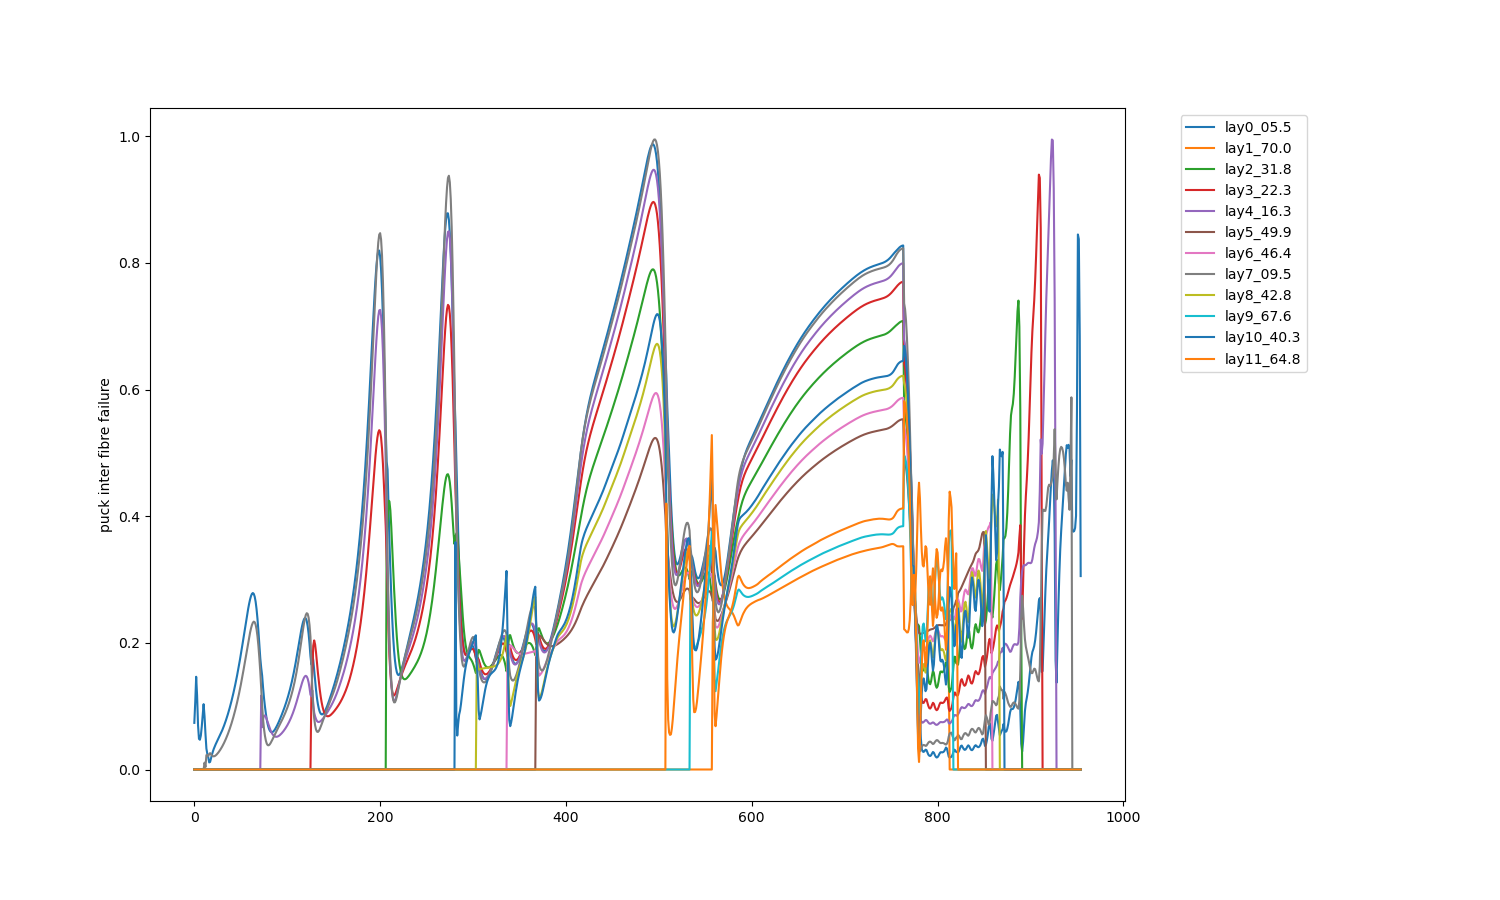 puck inter fibre failure
1.0
0.8
0.6
0.4
0.2
0.0
0
200
400
600
800
1000
lay0_05.5
lay1_70.0
lay2_31.8
lay3_22.3
lay4_16.3
lay5_49.9
lay6_46.4
lay7_09.5
lay8_42.8
lay9_67.6
lay10_40.3
lay11_64.8